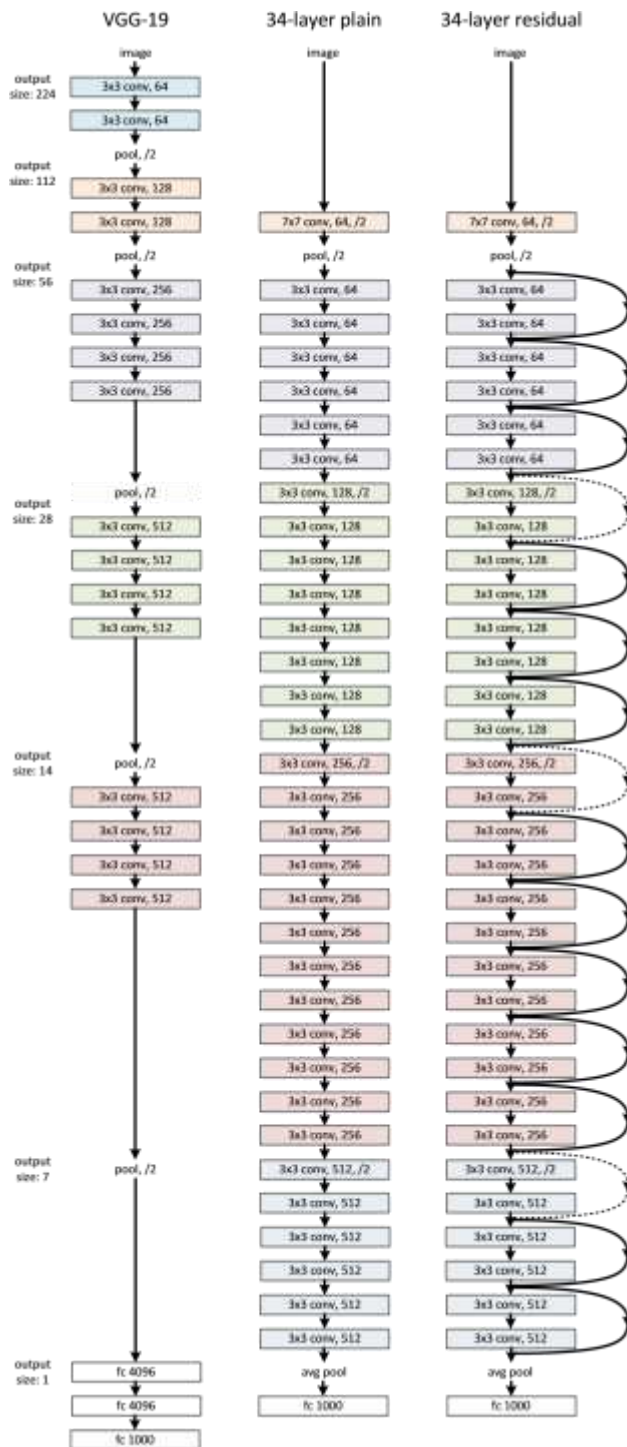 output
size: 224
output
size: 112
output
size: 56
output
size: 28
output
size: 14
output
size: 7
output
size: 1
VGG-19
image
3x3 conv, 64
3x3 conv, 64
pool, /2
3x3 conv, 128
3x3 conv, 128
pool, /2
3x3 conv, 256
3x3 conv, 256
3x3 conv, 256
3x3 conv, 256
pool, /2
3x3 conv, 512
3x3 conv, 512
3x3 conv, 512
3x3 conv, 512
pool, /2
3x3 conv, 512
3x3 conv, 512
3x3 conv, 512
3x3 conv, 512
pool, /2
fc 4096
fc 4096
fc 1000
34-layer plain
image
7x7 conv, 64, /2
pool, /2
3x3 conv, 64
3x3 conv, 64
3x3 conv, 64
3x3 conv, 64
3x3 conv, 64
3x3 conv, 64
3x3 conv, 128, /2
3x3 conv, 128
3x3 conv, 128
3x3 conv, 128
3x3 conv, 128
3x3 conv, 128
3x3 conv, 128
3x3 conv, 128
3x3 conv, 256, /2
3x3 conv, 256
3x3 conv, 256
3x3 conv, 256
3x3 conv, 256
3x3 conv, 256
3x3 conv, 256
3x3 conv, 256
3x3 conv, 256
3x3 conv, 256
3x3 conv, 256
3x3 conv, 256
3x3 conv, 512, /2
3x3 conv, 512
3x3 conv, 512
3x3 conv, 512
3x3 conv, 512
3x3 conv, 512
avg pool
fc 1000
34-layer residual
image
7x7 conv, 64, /2
pool, /2
3x3 conv, 64
3x3 conv, 64
3x3 conv, 64
3x3 conv, 64
3x3 conv, 64
3x3 conv, 64
3x3 conv, 128, /2
3x3 conv, 128
3x3 conv, 128
3x3 conv, 128
3x3 conv, 128
3x3 conv, 128
3x3 conv, 128
3x3 conv, 128
3x3 conv, 256, /2
3x3 conv, 256
3x3 conv, 256
3x3 conv, 256
3x3 conv, 256
3x3 conv, 256
3x3 conv, 256
3x3 conv, 256
3x3 conv, 256
3x3 conv, 256
3x3 conv, 256
3x3 conv, 256
3x3 conv, 512, /2
3x3 conv, 512
3x3 conv, 512
3x3 conv, 512
3x3 conv, 512
3x3 conv, 512
avg pool
fc 1000